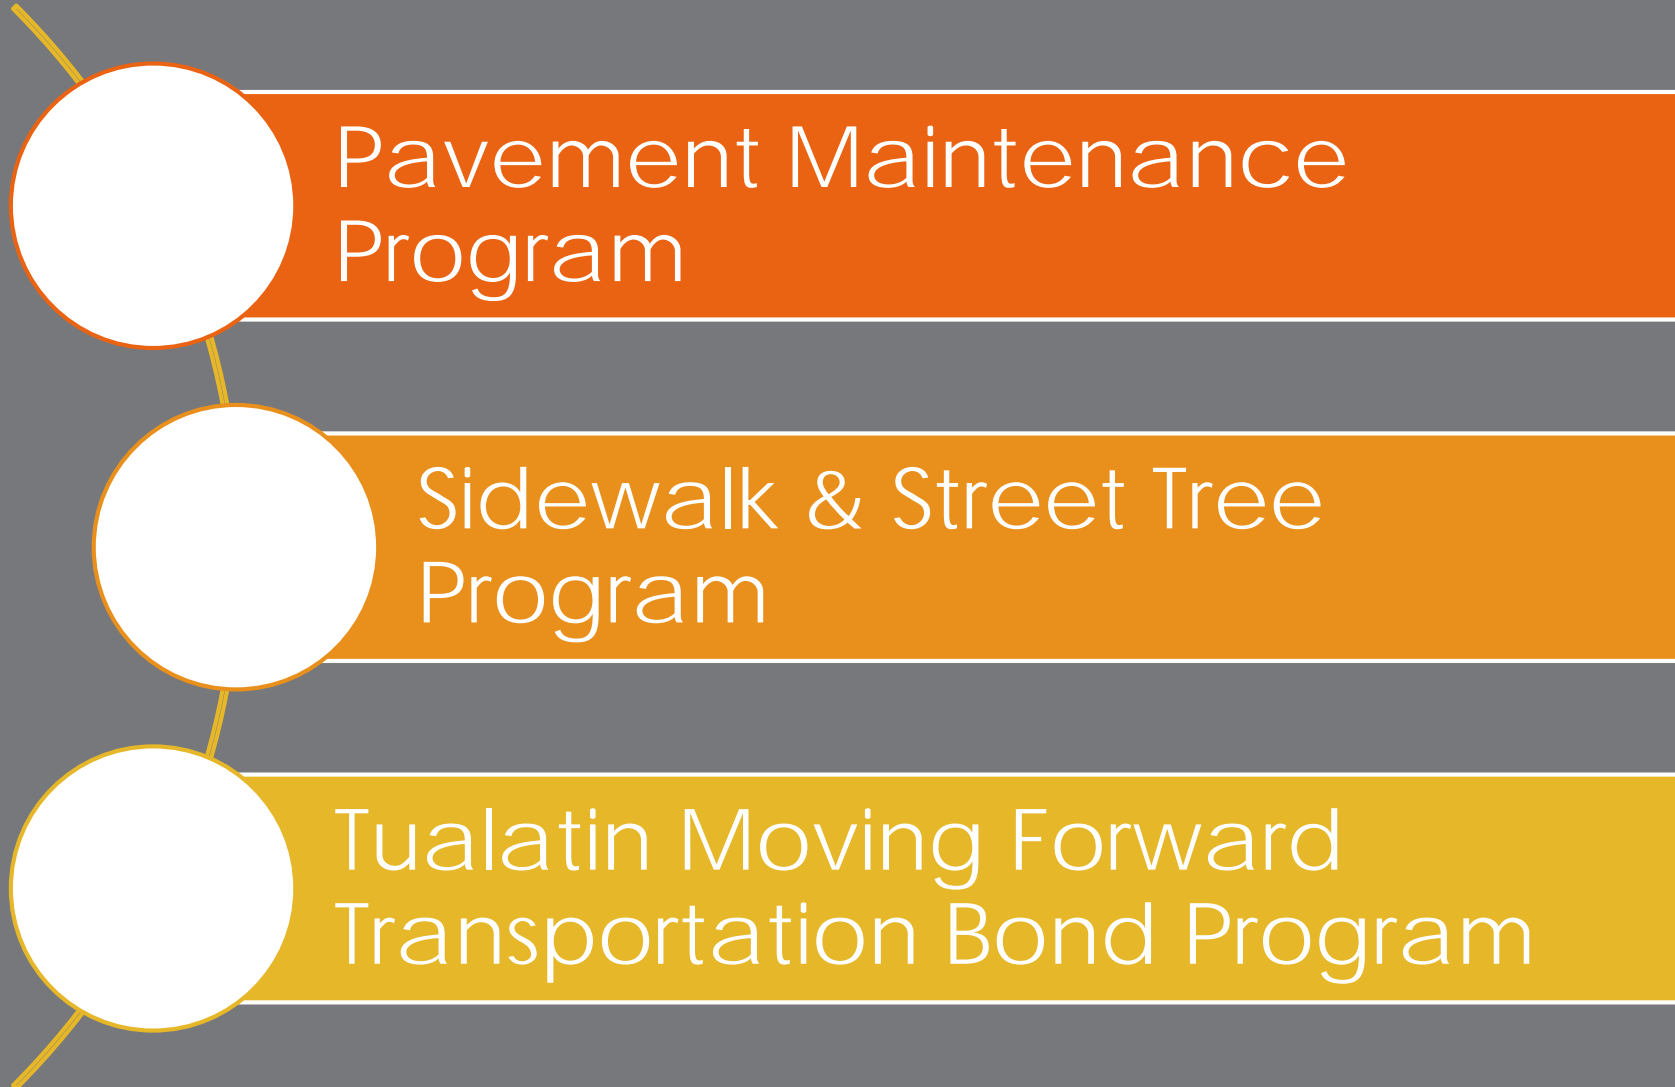 Pavement Maintenance
Program
Sidewalk & Street Tree
Program
Tualatin Moving Forward
Transportation Bond Program